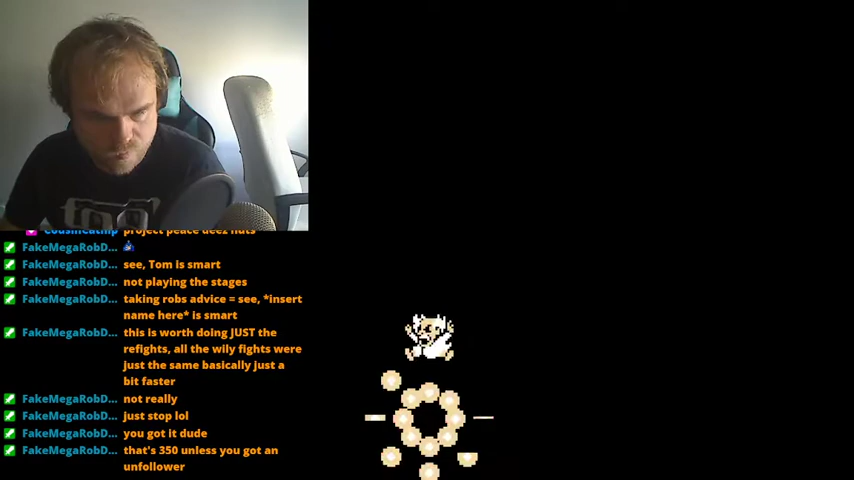 CousinCatnip project peace deez nuts
FakeMegaRobD...
FakeMegaRobD... see, Tom is smart
FakeMegaRobD... not playing the stages
FakeMegaRobD... taking robs advice = see, *insert
name here* is smart
FakeMegaRobD... this is worth doing JUST the
refights, all the wily fights were
just the same basically just a
bit faster
FakeMegaRobD... not really
FakeMegaRobD... just stop lol
FakeMegaRobD... you got it dude
FakeMegaRobD... that's 350 unless you got an
unfollower